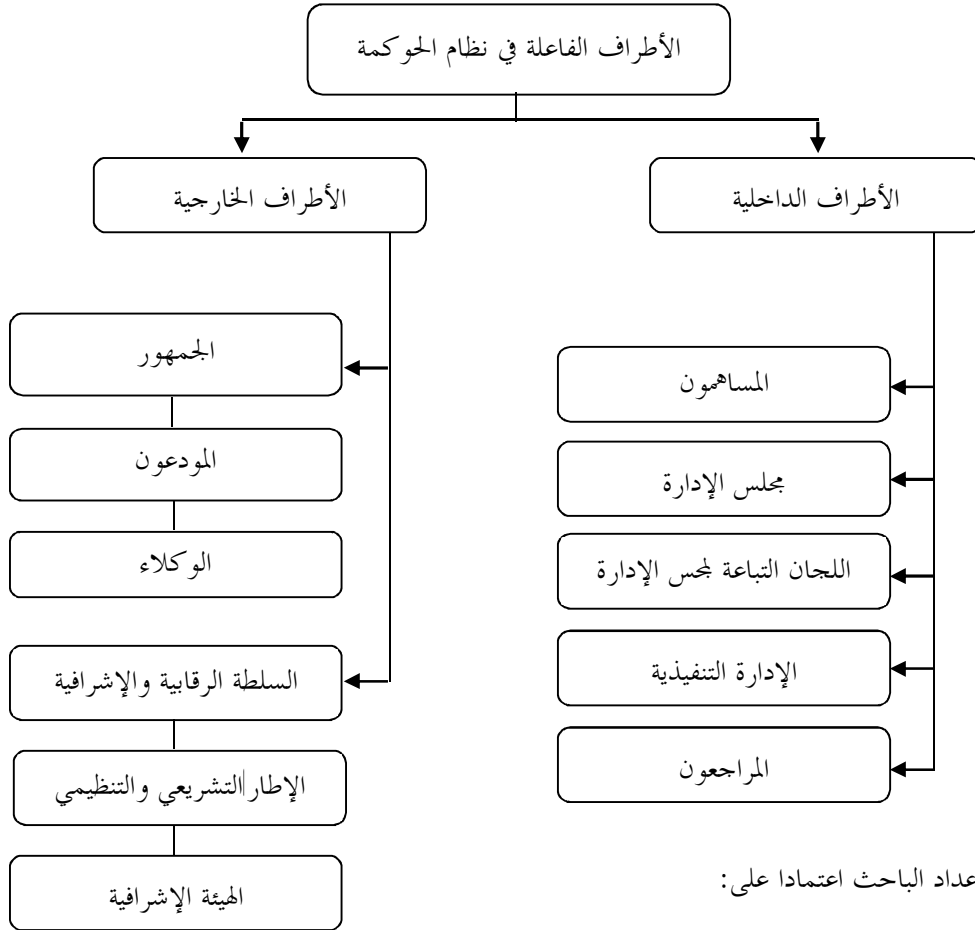 الأطراف الفاعلة في نظام الحوكمة
الأطراف الداخلية
الأطراف الخارجية
المساهمون
مجلس الإدارة
اللجان التباعة لمحس الإدارة
الإدارة التنفيذية
المراجعون
الجمهور
المودعون
الوكلاء
السلطة الرقابية والإشرافية
الإطار التشريعي والتنظيمي
الهيئة الإشرافية
عداد الباحث اعتمادا على: